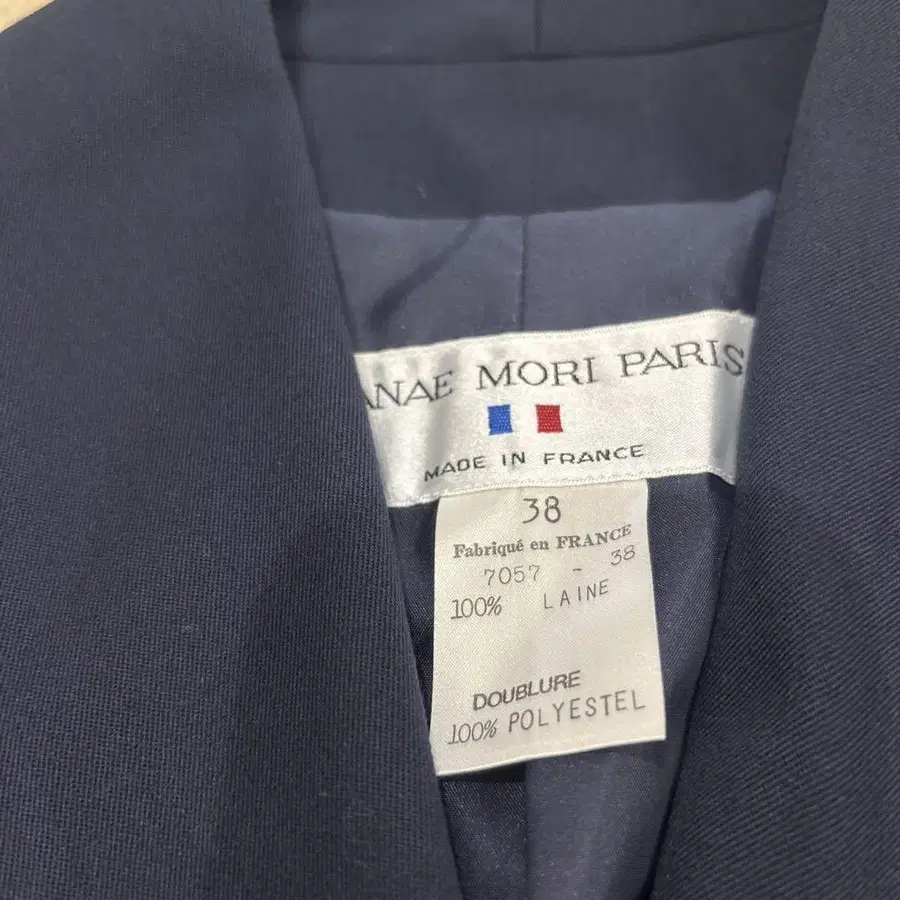 ANAE MORI PARIS
MADE IN FRANCE
38
Fabriqué en FRANCE
7057 - 38
100% LAINE
DOUBLURE
100% POLYESTEL